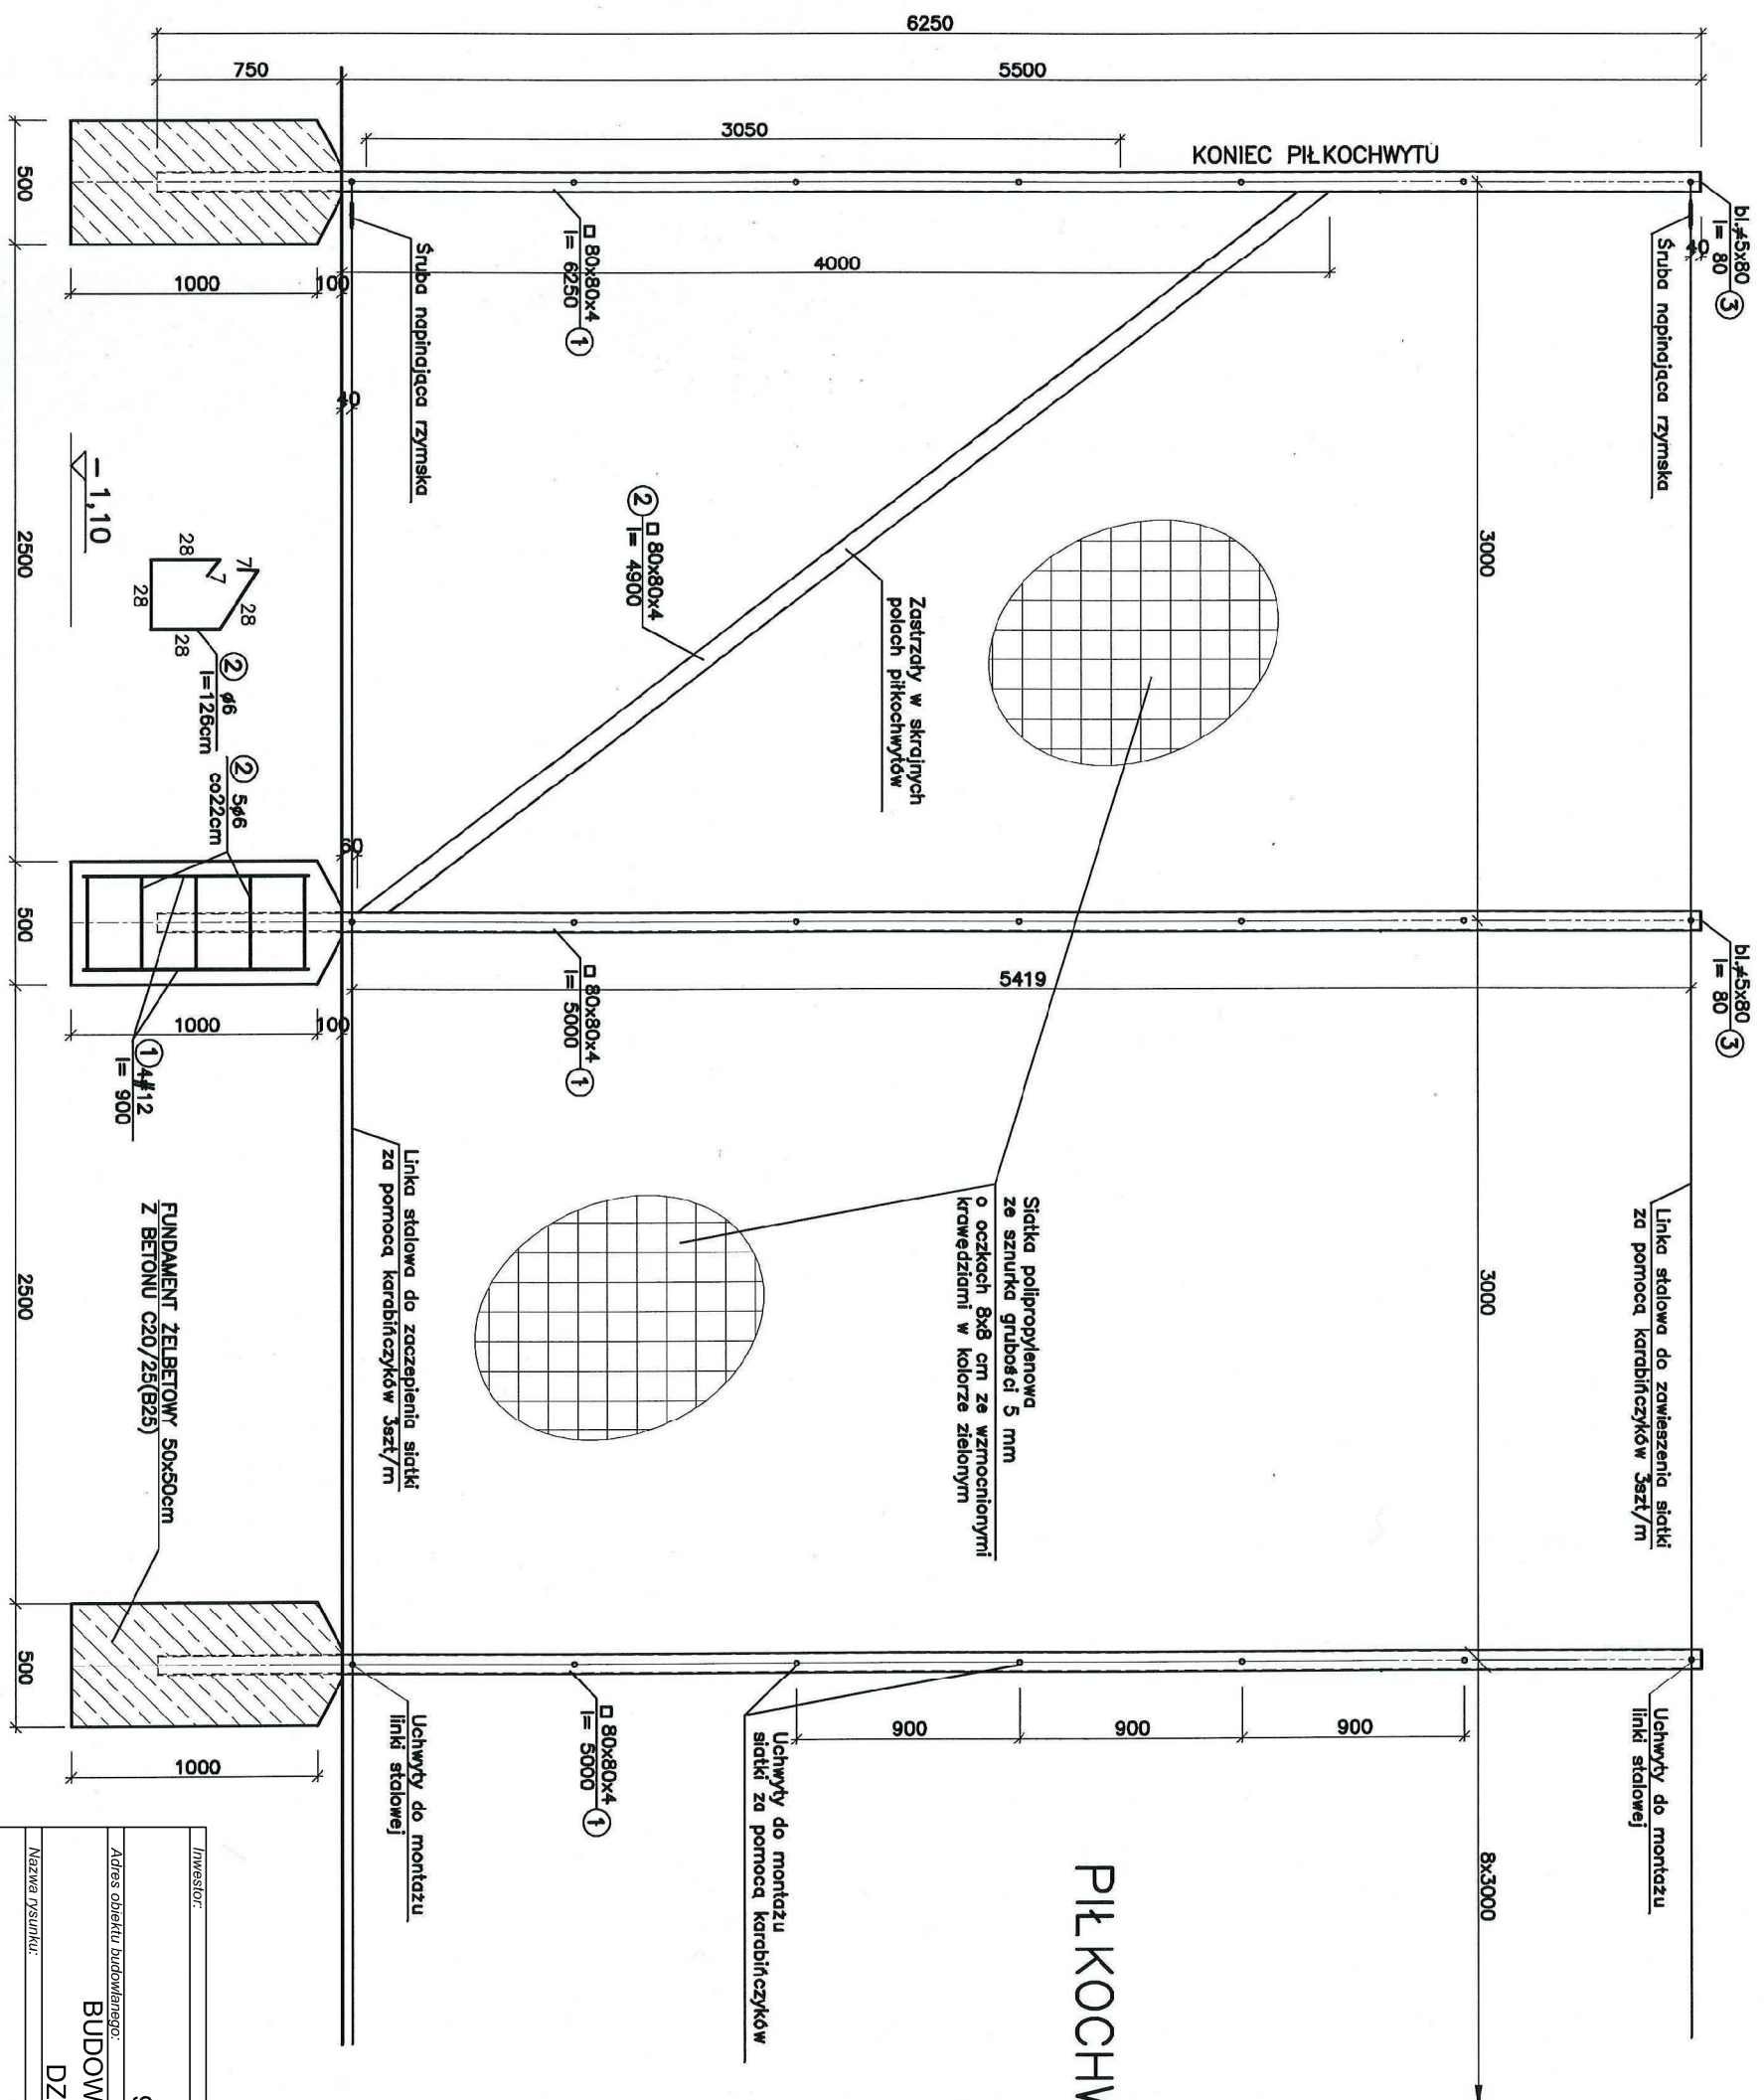 6250
750
5500
3050
KONIEC PIŁKOCHWYTU
bl.≠5x80
l= 80
3
40
Śruba napinająca rzymska
500
1000
100
Śruba napinająca rzymska
□ 80x80x4
l= 6250
1
4000
40
2500
-1,10
28
7
7
28
28
28
2
ø6
l=126cm
2
5ø6
co22cm
2
□ 80x80x4
l= 4900
Zastrzały w skrajnych
polach piłkochwytów
3000
60
500
1000
100
1
4#12
l= 900
□ 80x80x4
l= 5000
1
5419
bl.≠5x80
l= 80
3
2500
FUNDAMENT ŻELBETOWY 50x50cm
Z BETONU C20/25(B25)
Linka stalowa do zaczepienia siatki
za pomocą karabińczyków 3szt/m
Siatka polipropylenowa
ze sznurka grubości 5 mm
o oczkach 8x8 cm ze wzmocnionymi
krawędziami w kolorze zielonym
3000
Linka stalowa do zawieszenia siatki
za pomocą karabińczyków 3szt/m
500
1000
Uchwyty do montażu
linki stalowej
□ 80x80x4
l= 5000
1
Uchwyty do montażu
siatki za pomocą karabińczyków
900
900
900
Uchwyty do montażu
linki stalowej
8x3000
PIŁKOCHW
Inwestor:
Adres obiektu budowlanego:
BUDOW
DZ
Nazwa rysunku: